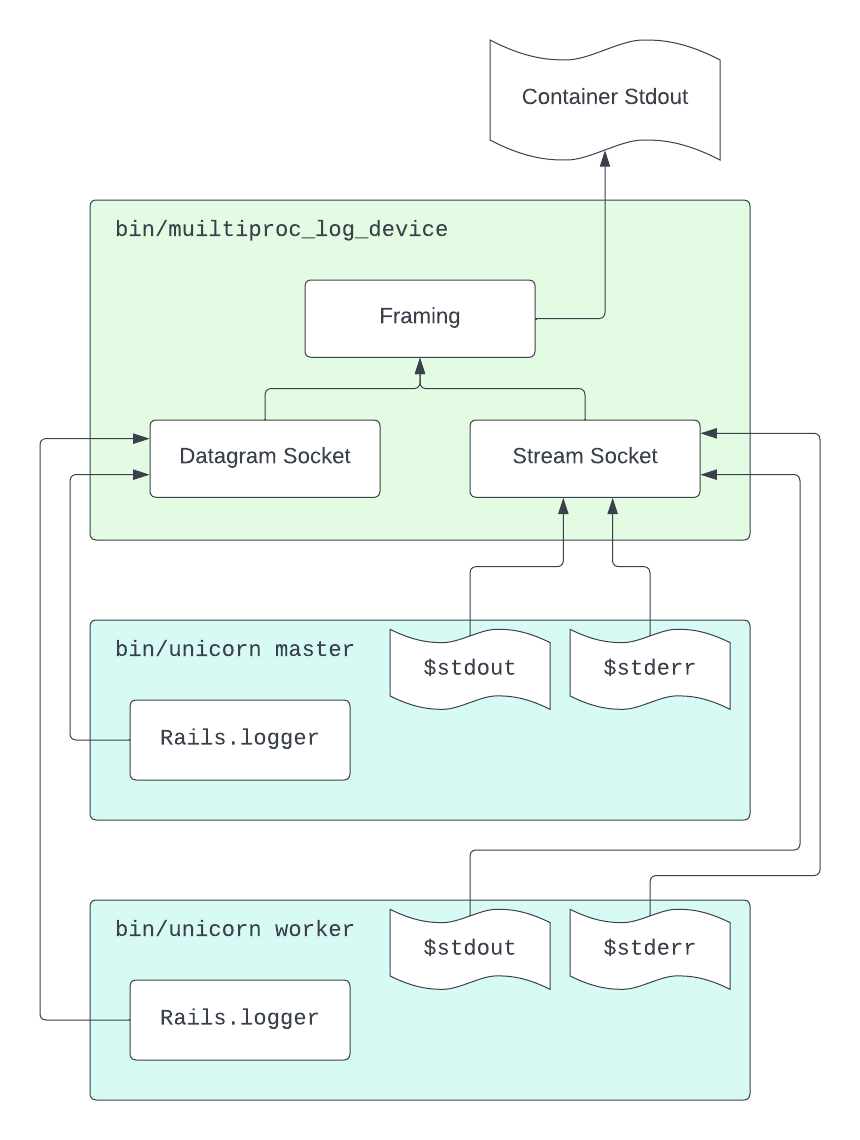 Container Stdout
bin/muiltiproc_log_device
Framing
Datagram Socket
Stream Socket
bin/unicorn master
$stdout
$stderr
Rails.logger
bin/unicorn worker
$stdout
$stderr
Rails.logger